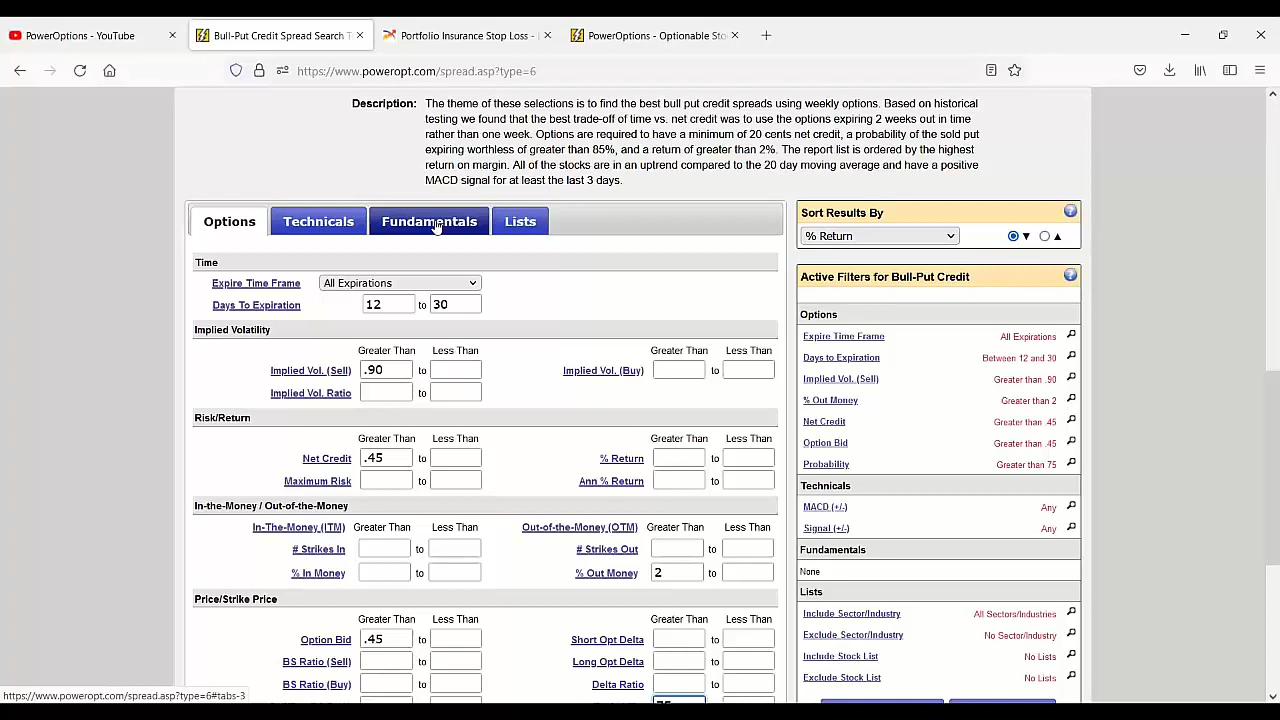 PowerOptions - YouTube
Bull-Put Credit Spread Search T
Portfolio Insurance Stop Loss -
PowerOptions - Optionable Sto
https://www.poweropt.com/spread.asp?type=6
Description: The theme of these selections is to find the best bull put credit spreads using weekly options. Based on historical
testing we found that the best trade-off of time vs. net credit was to use the options expiring 2 weeks out in time
rather than one week. Options are required to have a minimum of 20 cents net credit, a probability of the sold put
expiring worthless of greater than 85%, and a return of greater than 2%. The report list is ordered by the highest
return on margin. All of the stocks are in an uptrend compared to the 20 day moving average and have a positive
MACD signal for at least the last 3 days.
Options Technicals Fundamentals Lists
Time
Expire Time Frame All Expirations
Days To Expiration 12 to 30
Implied Volatility
Greater Than Less Than Greater Than Less Than
Implied Vol. (Sell) .90 to Implied Vol. (Buy) to
Implied Vol. Ratio to
Risk/Return
Greater Than Less Than Greater Than Less Than
Net Credit .45 to % Return to
Maximum Risk to Ann % Return to
In-the-Money / Out-of-the-Money
In-The-Money (ITM) Greater Than Less Than Out-of-the-Money (OTM) Greater Than Less Than
# Strikes In to # Strikes Out to
% In Money to % Out Money 2 to
Price/Strike Price
Greater Than Less Than Greater Than Less Than
Option Bid .45 to Short Opt Delta to
BS Ratio (Sell) to Long Opt Delta to
BS Ratio (Buy) to Delta Ratio to
75
Sort Results By ?
% Return
Active Filters for Bull-Put Credit ?
Options
Expire Time Frame All Expirations
Days to Expiration Between 12 and 30
Implied Vol. (Sell) Greater than .90
% Out Money Greater than 2
Net Credit Greater than .45
Option Bid Greater than .45
Probability Greater than 75
Technicals
MACD (+/-) Any
Signal (+/-) Any
Fundamentals
None
Lists
Include Sector/Industry All Sectors/Industries
Exclude Sector/Industry No Sector/Industry
Include Stock List No Lists
Exclude Stock List No Lists
https://www.poweropt.com/spread.asp?type=6#tabs-3